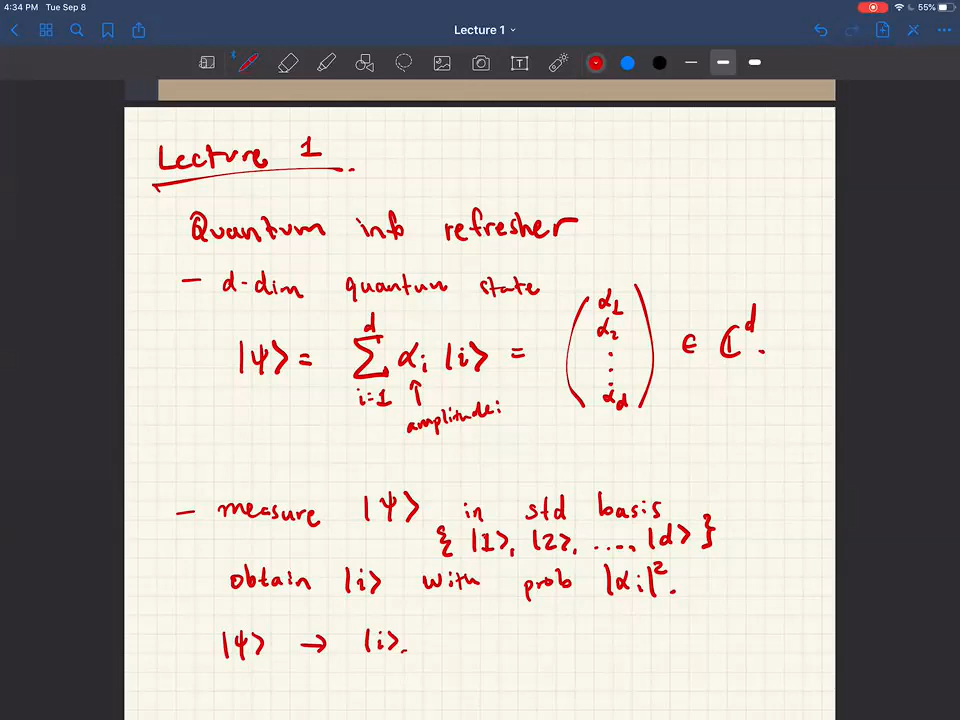 4:34 PM Tue Sep 8
55%
Lecture 1
T
Lecture 1.
Quantum info refresher
- d-dim quantum state
|ψ⟩ = ∑_{i=1}^{d} α_i |i⟩ = (α_1 α_2 ⋮ α_d) ∈ ℂ^d.
↑
amplitudes
- measure |ψ⟩ in std basis
{ |1⟩, |2⟩, ...., |d⟩ }
obtain |i⟩ with prob |α_i|^2.
|ψ⟩ → |i⟩.